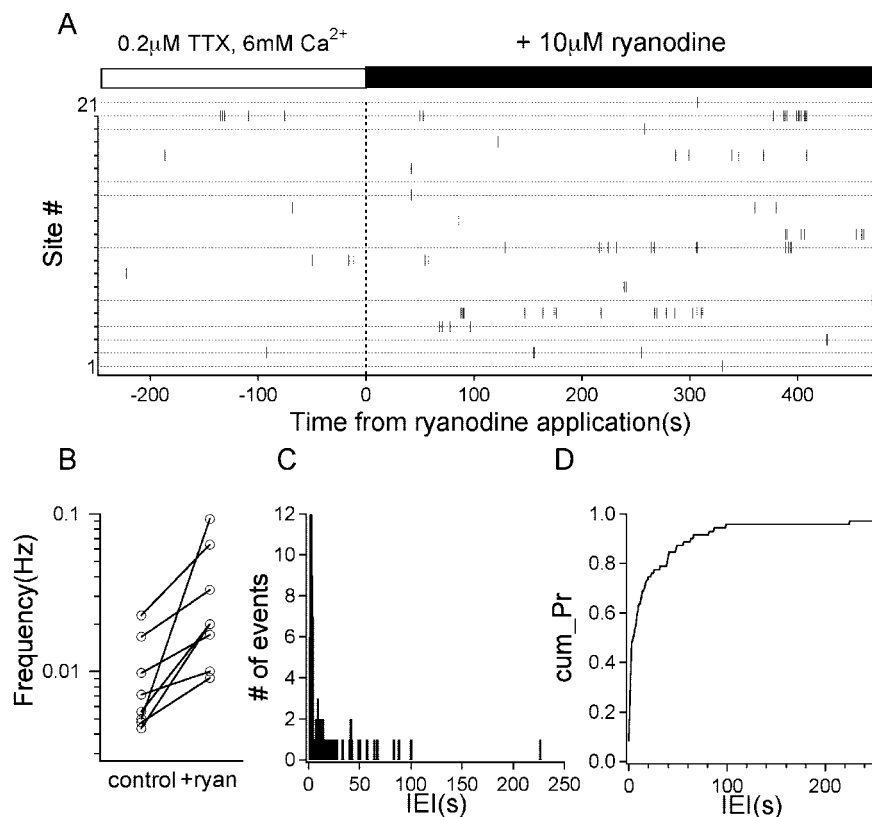 A
0.2μM TTX, 6mM Ca²⁺
+ 10μM ryanodine
21
Site #
1
-200 -100 0 100 200 300 400
Time from ryanodine application(s)
B
0.1
Frequency(Hz)
0.01
control +ryan
C
12
10
8
6
4
2
0
# of events
0 50 100 150 200 250
IEI(s)
D
1.0
0.8
0.6
0.4
0.2
0.0
cum_Pr
0 100 200
IEI(s)